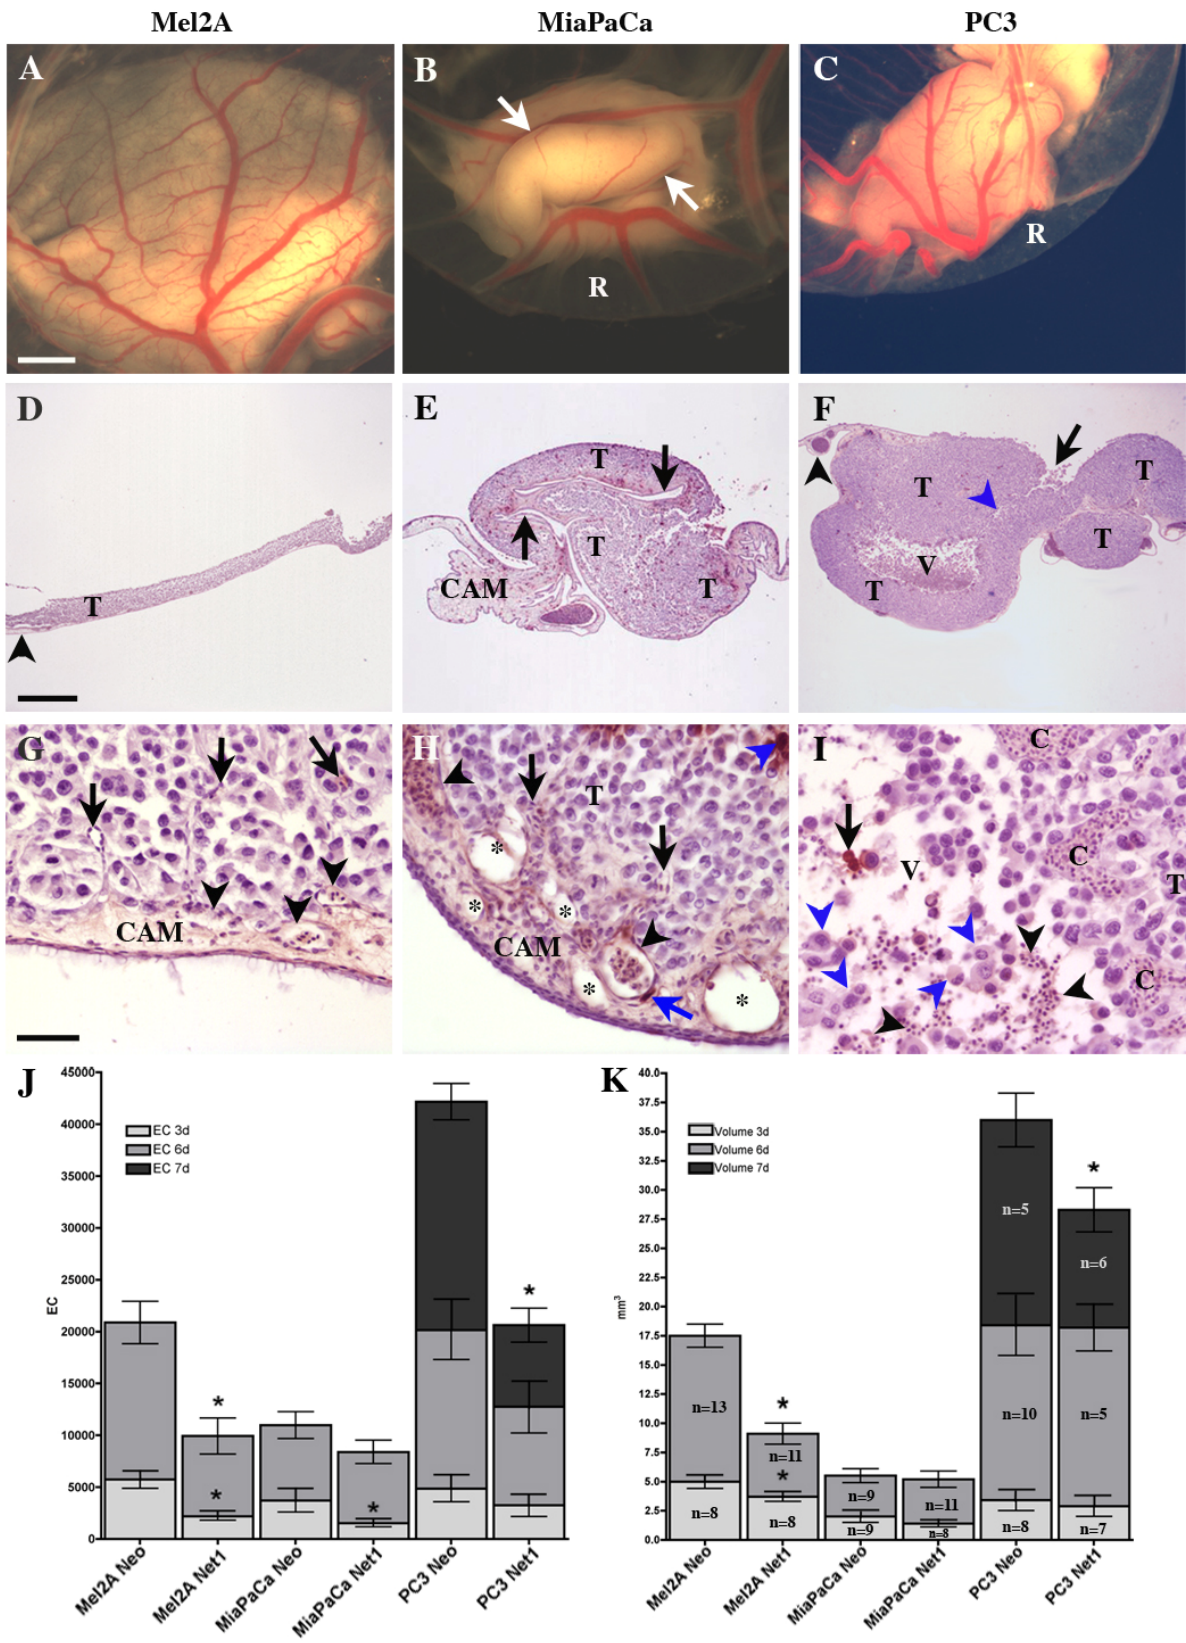 Mel2A MiaPaCa PC3
A B C
R R
D E F
T T T T
T T
CAM T T V T
G H I
T C
* V C T
* *
CAM CAM
* * C
J K
45000
40000
35000
30000
25000
20000
15000
10000
5000
0
EC
EC 3d
EC 6d
EC 7d
*
*
*
*
Mel2A Neo
Mel2A Net1
MiaPaCa Neo
MiaPaCa Net1
PC3 Neo
PC3 Net1
40.0
37.5
35.0
32.5
30.0
27.5
25.0
22.5
20.0
17.5
15.0
12.5
10.0
7.5
5.0
2.5
0.0
mm³
Volume 3d
Volume 6d
Volume 7d
n=5
*
n=6
n=13
*
n=11
*
n=9
n=11
n=10
n=5
n=8
n=8
n=9
n=8
n=8
n=7
Mel2A Neo
Mel2A Net1
MiaPaCa Neo
MiaPaCa Net1
PC3 Neo
PC3 Net1